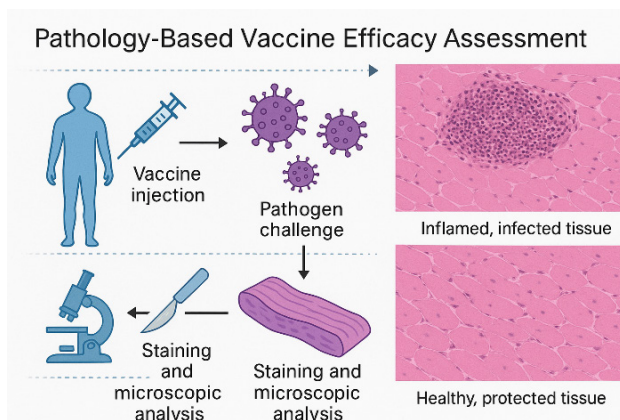 Pathology-Based Vaccine Efficacy Assessment
Vaccine
injection
Pathogen
challenge
Inflamed, infected tissue
Staining
and
microscopic
analysis
Staining and
microscopic
analysis
Healthy, protected tissue